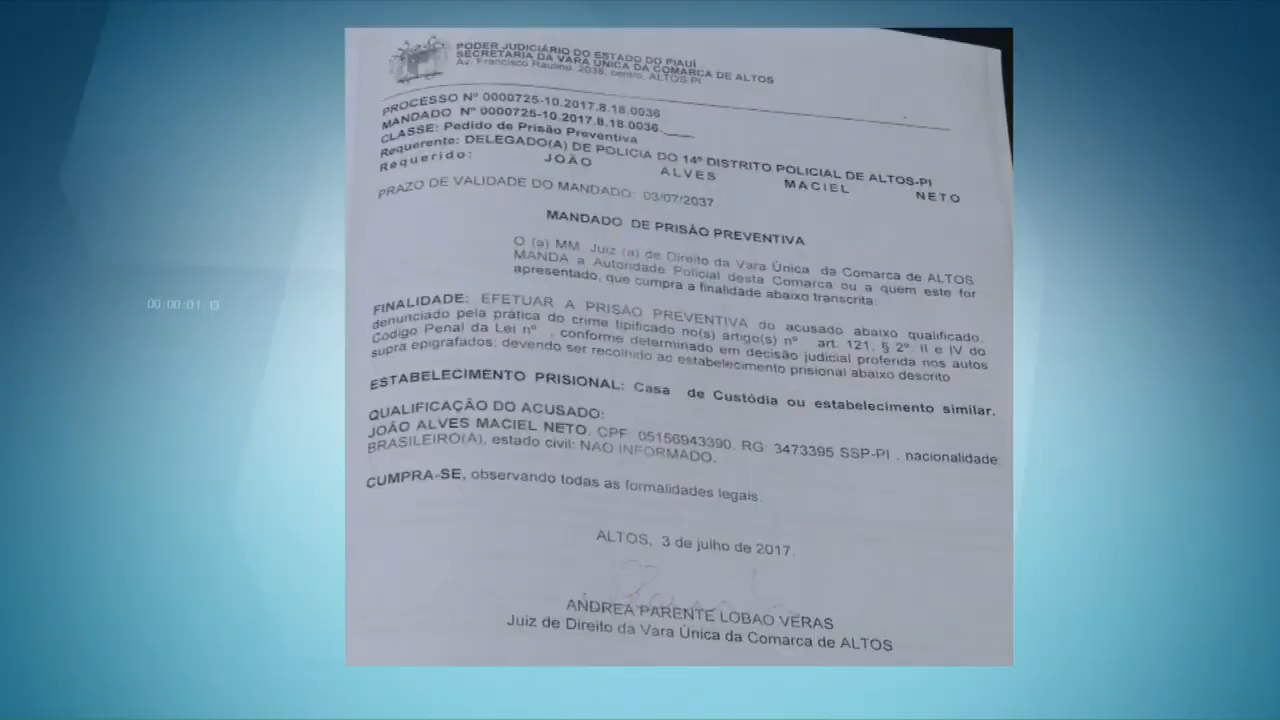 PODER JUDICIÁRIO DO ESTADO DO PIAUÍ
SECRETARIA DA VARA ÚNICA DA COMARCA DE ALTOS
Av. Francisco Raulino, 2038, centro, ALTOS-PI
PROCESSO Nº 0000725-10.2017.8.18.0036
MANDADO Nº 0000725-10.2017.8.18.0036.____
CLASSE: Pedido de Prisão Preventiva
Requerente: DELEGADO(A) DE POLICIA DO 14º DISTRITO POLICIAL DE ALTOS-PI
Requerido: JOÃO ALVES MACIEL NETO
PRAZO DE VALIDADE DO MANDADO: 03/07/2037
MANDADO DE PRISÃO PREVENTIVA
O (a) MM. Juiz (a) de Direito da Vara Única da Comarca de ALTOS
MANDA a Autoridade Policial desta Comarca ou a quem este for
apresentado, que cumpra a finalidade abaixo transcrita:
00:00:01:13
FINALIDADE: EFETUAR A PRISÃO PREVENTIVA do acusado abaixo qualificado,
denunciado pela prática do crime tipificado no(s) artigo(s) nº art. 121, § 2º, II e IV do
Código Penal da Lei nº , conforme determinado em decisão judicial proferida nos autos
supra epigrafados; devendo ser recolhido ao estabelecimento prisional abaixo descrito
ESTABELECIMENTO PRISIONAL: Casa de Custódia ou estabelecimento similar.
QUALIFICAÇÃO DO ACUSADO:
JOÃO ALVES MACIEL NETO, CPF: 05156943390, RG: 3473395 SSP-PI , nacionalidade
BRASILEIRO(A), estado civil: NAO INFORMADO.
CUMPRA-SE, observando todas as formalidades legais.
ALTOS, 3 de julho de 2017.
ANDREA PARENTE LOBAO VERAS
Juiz de Direito da Vara Única da Comarca de ALTOS